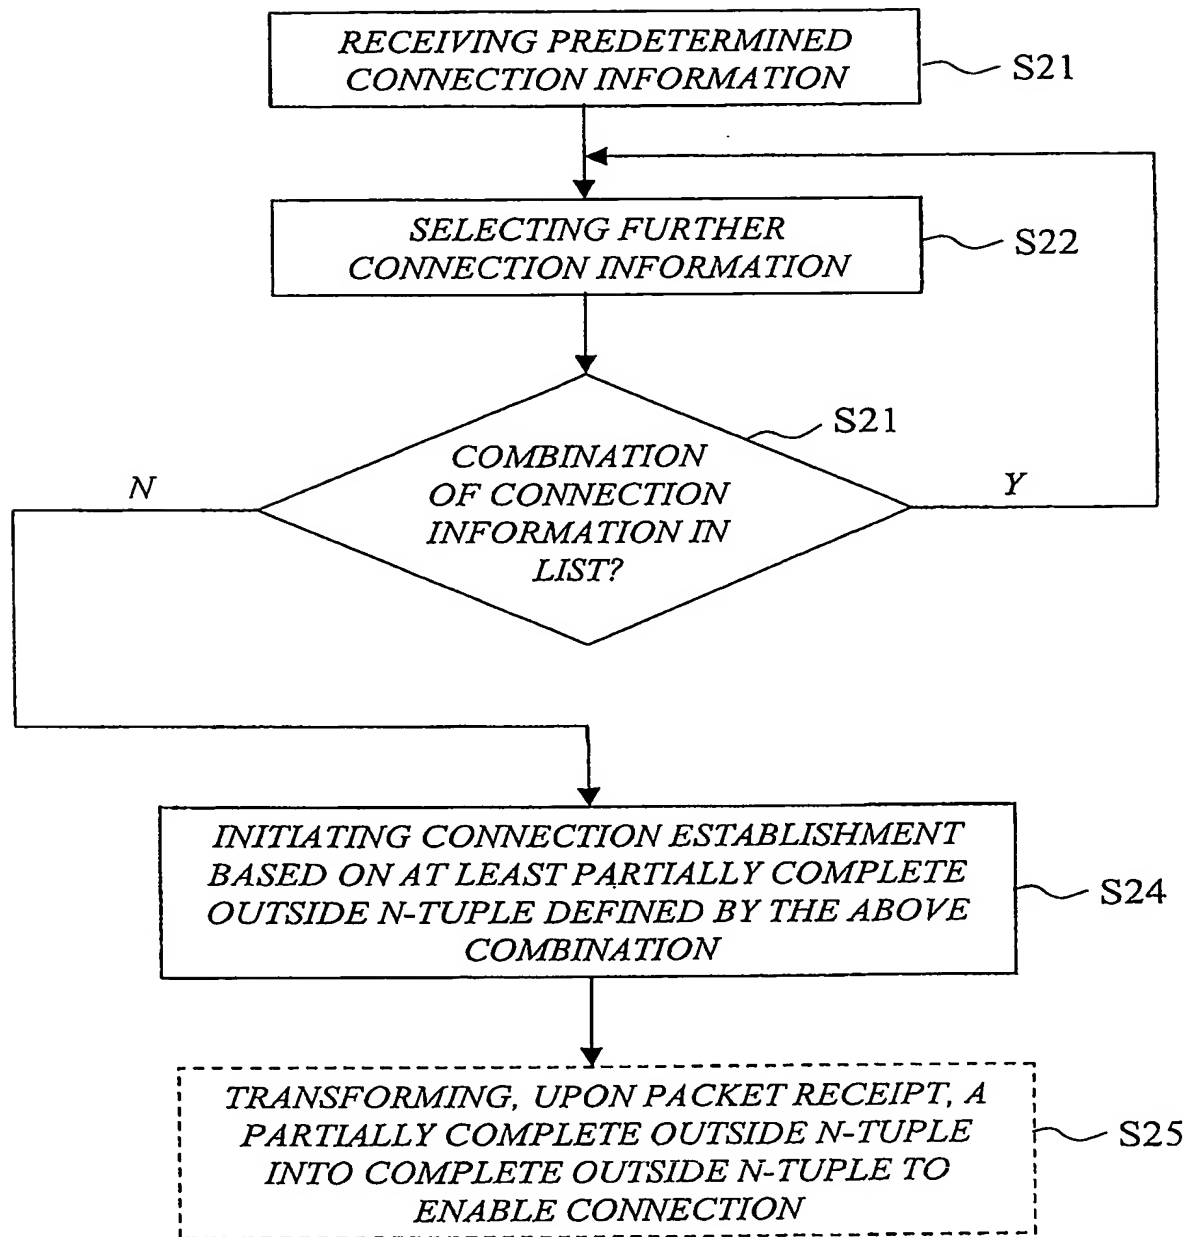 RECEIVING PREDETERMINED
CONNECTION INFORMATION
S21
SELECTING FURTHER
CONNECTION INFORMATION
S22
S21
COMBINATION
OF CONNECTION
INFORMATION IN
LIST?
N
Y
INITIATING CONNECTION ESTABLISHMENT
BASED ON AT LEAST PARTIALLY COMPLETE
OUTSIDE N-TUPLE DEFINED BY THE ABOVE
COMBINATION
S24
TRANSFORMING, UPON PACKET RECEIPT, A
PARTIALLY COMPLETE OUTSIDE N-TUPLE
INTO COMPLETE OUTSIDE N-TUPLE TO
ENABLE CONNECTION
S25